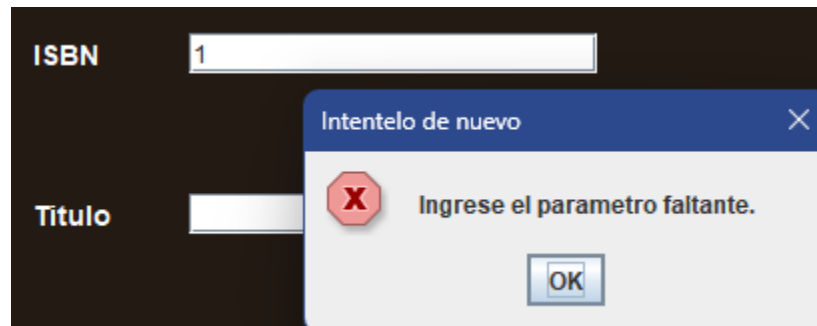 ISBN
1
Intentelo de nuevo
Ingrese el parametro faltante.
Titulo
OK